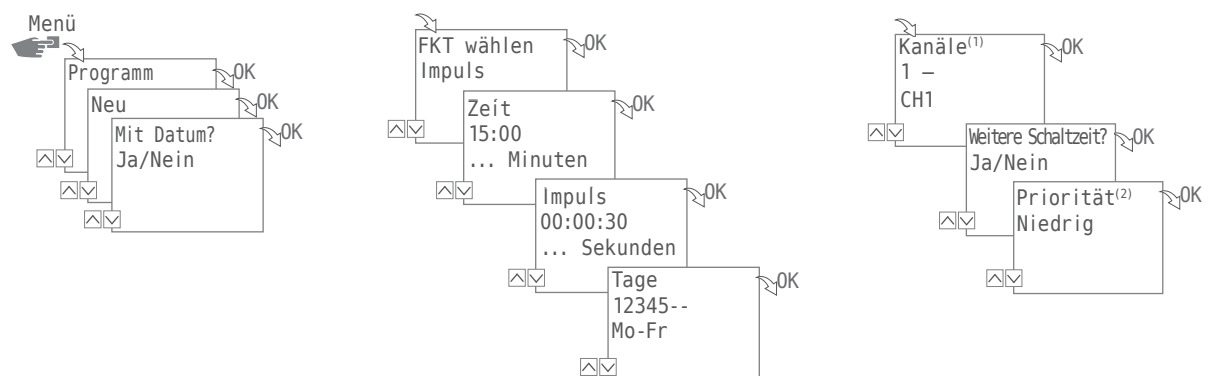 Menü
Programm
OK
Neu
OK
Mit Datum?
OK
Ja/Nein
FKT wählen
OK
Impuls
Zeit
OK
15:00
... Minuten
Impuls
OK
00:00:30
... Sekunden
Tage
OK
12345--
Mo-Fr
Kanäle(1)
OK
1 –
CH1
Weitere Schaltzeit?
OK
Ja/Nein
Priorität(2)
OK
Niedrig